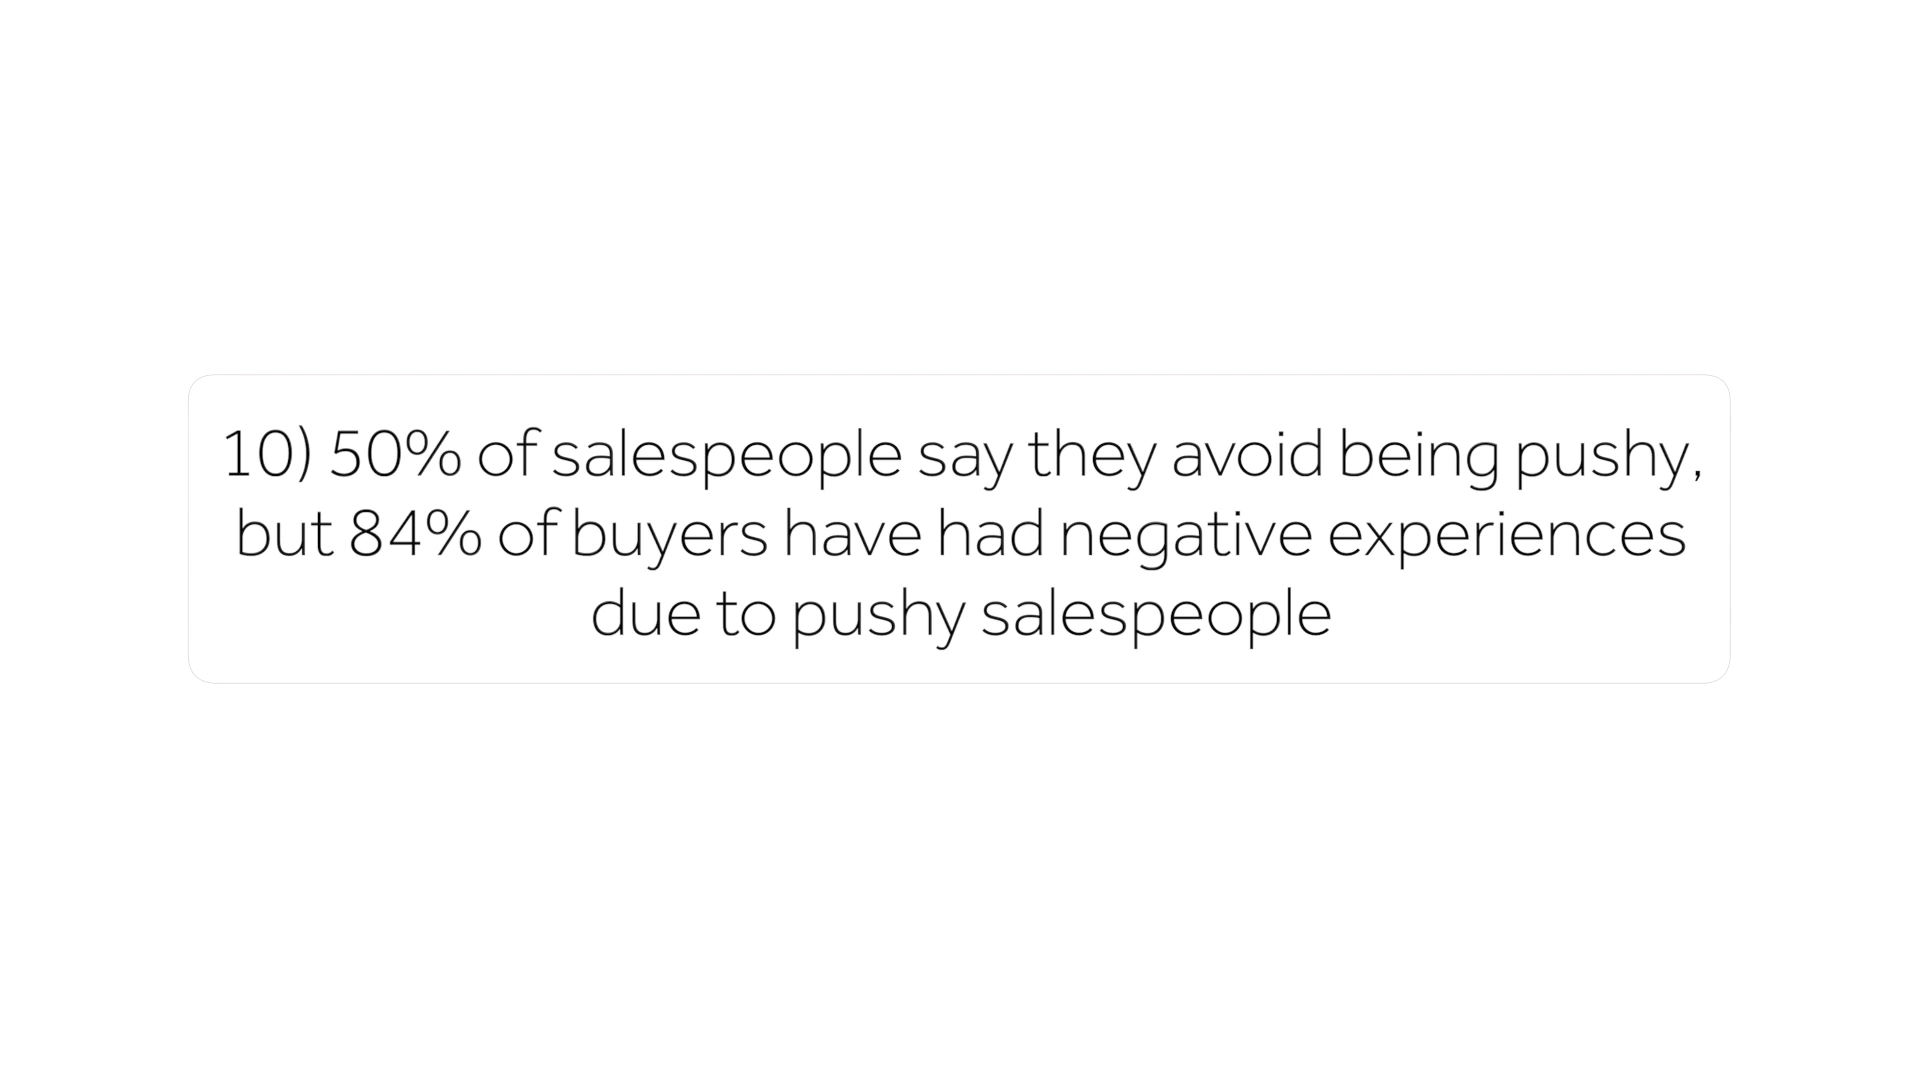 10) 50% of salespeople say they avoid being pushy,
but 84% of buyers have had negative experiences
due to pushy salespeople